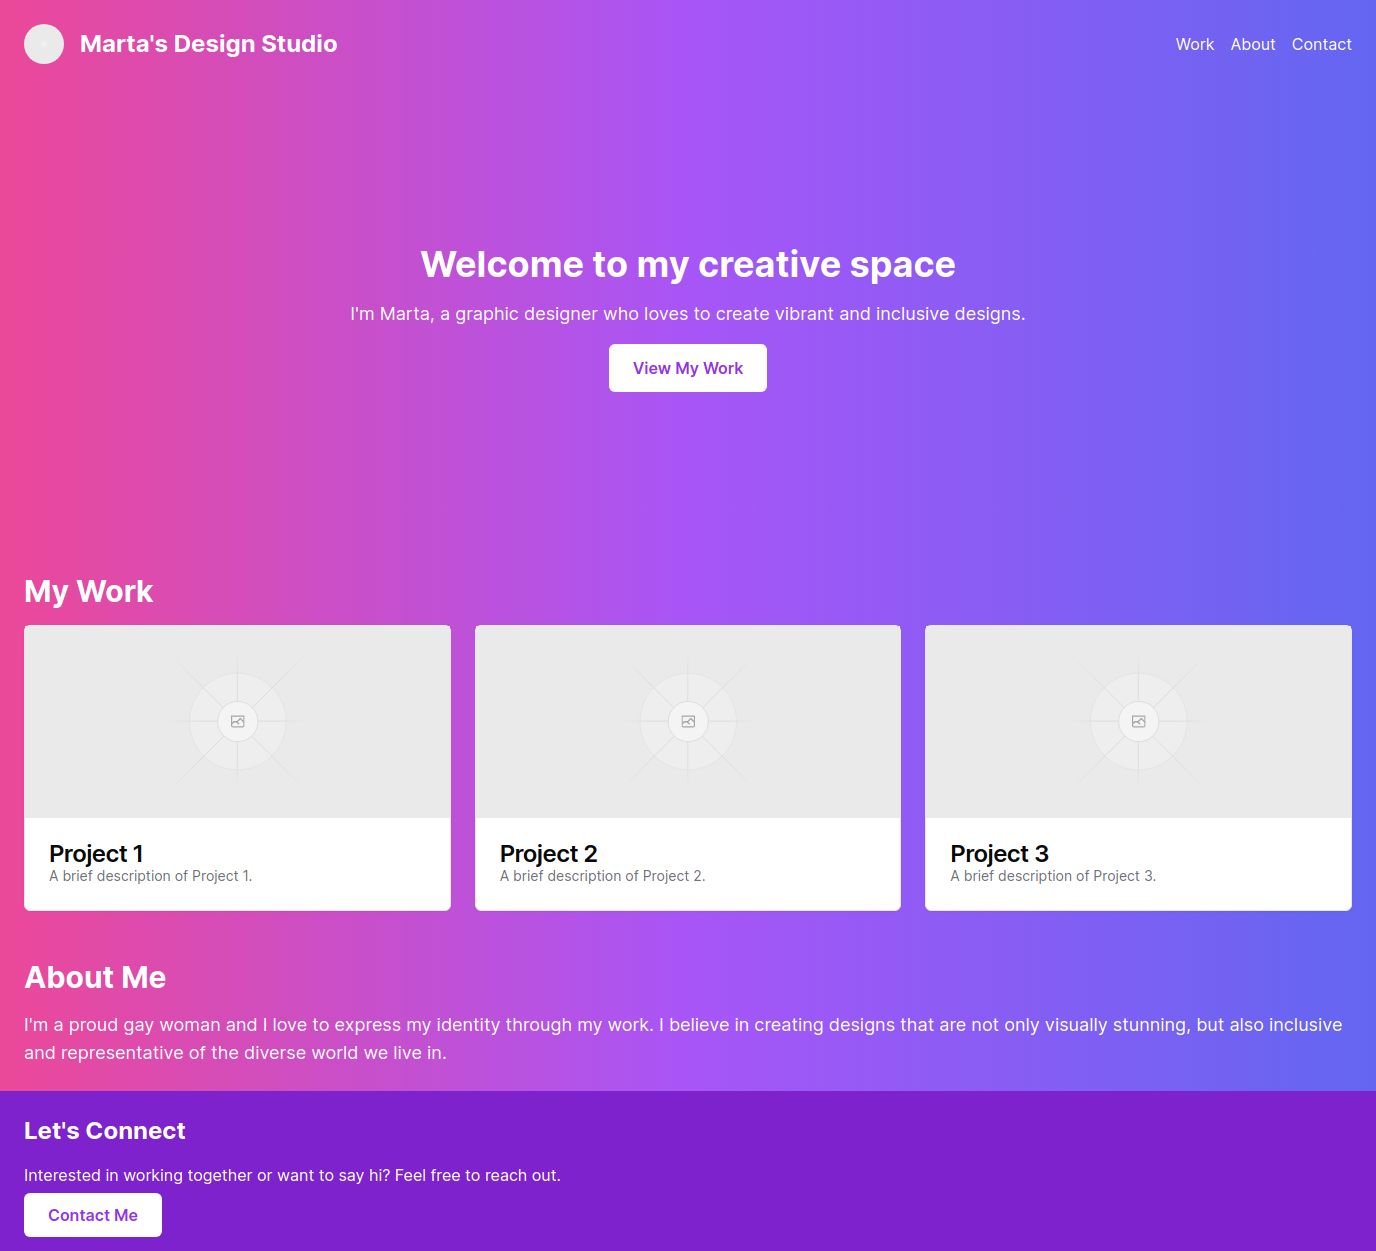 Marta's Design Studio
Work About Contact
Welcome to my creative space
I'm Marta, a graphic designer who loves to create vibrant and inclusive designs.
View My Work
My Work
Project 1
A brief description of Project 1.
Project 2
A brief description of Project 2.
Project 3
A brief description of Project 3.
About Me
I'm a proud gay woman and I love to express my identity through my work. I believe in creating designs that are not only visually stunning, but also inclusive
and representative of the diverse world we live in.
Let's Connect
Interested in working together or want to say hi? Feel free to reach out.
Contact Me